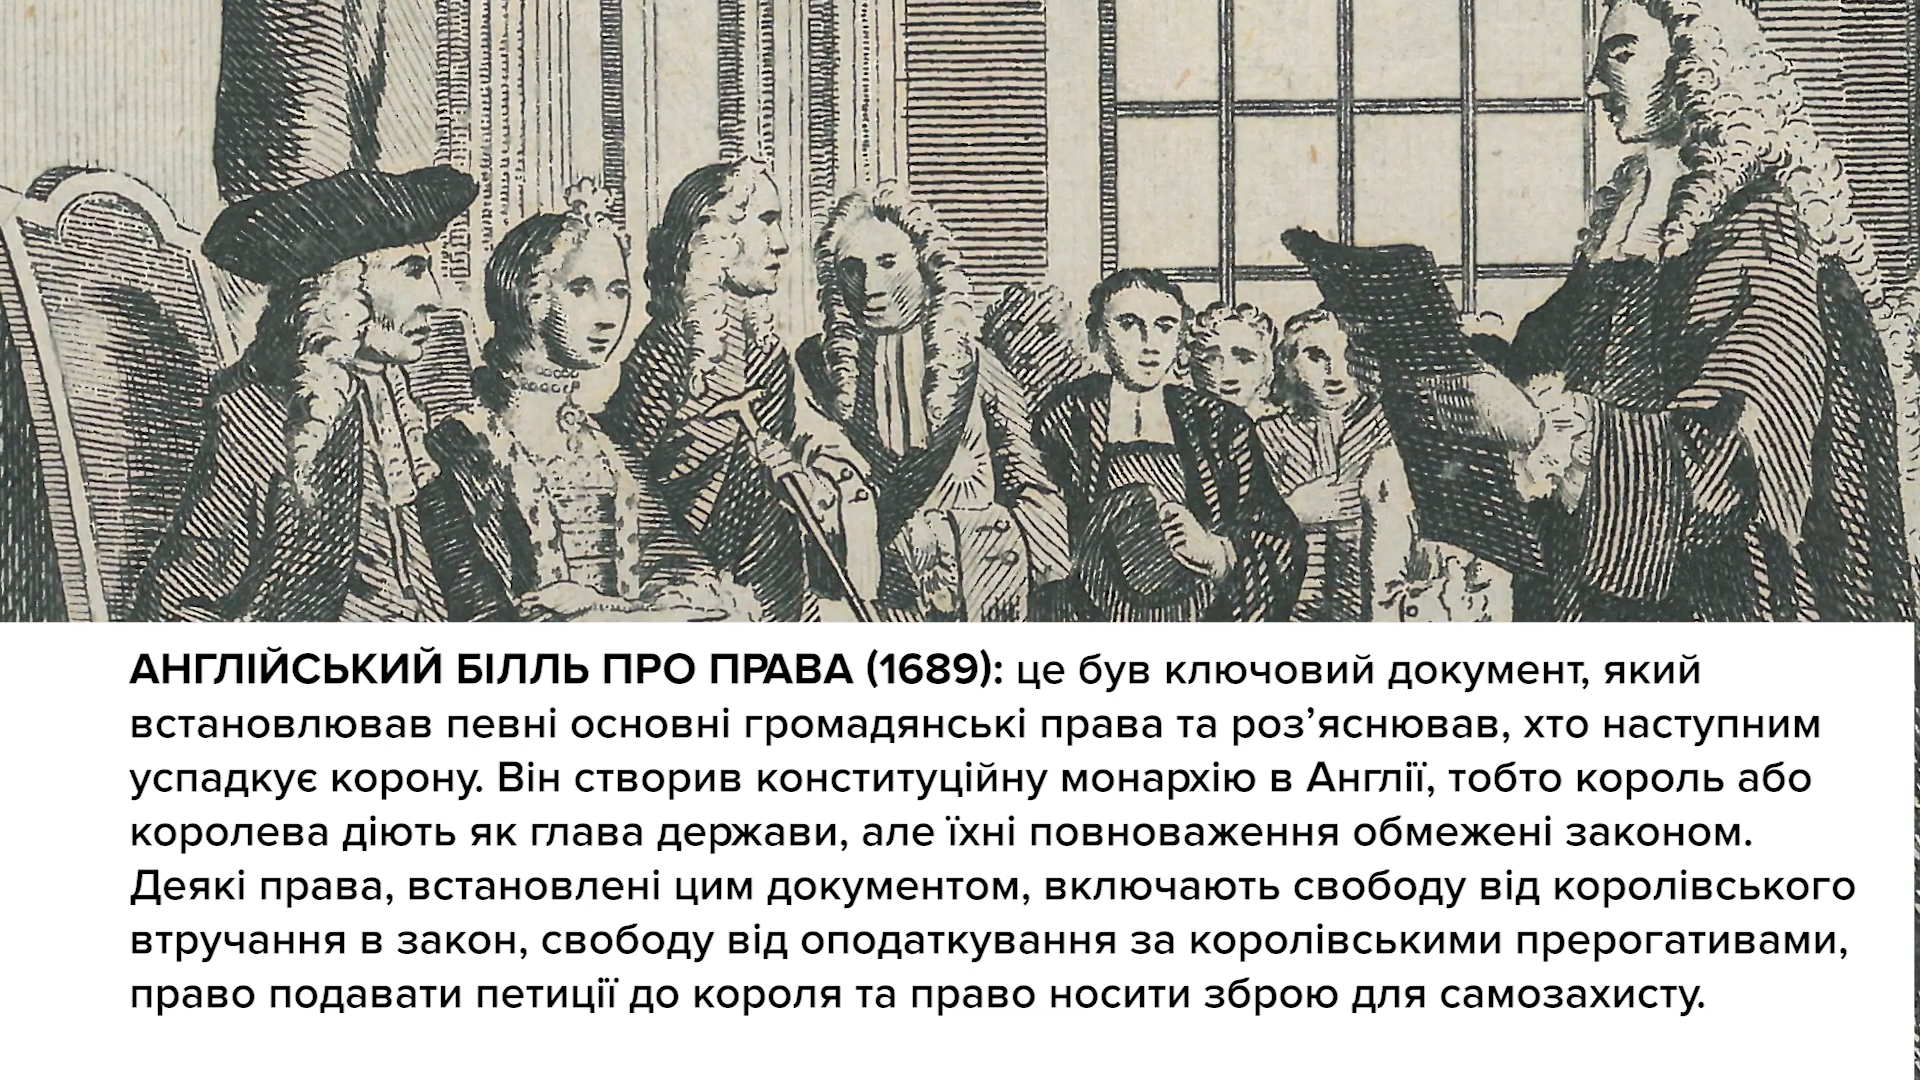 АНГЛІЙСЬКИЙ БІЛЛЬ ПРО ПРАВА (1689): це був ключовий документ, який
встановлював певні основні громадянські права та роз’яснював, хто наступним
успадкує корону. Він створив конституційну монархію в Англії, тобто король або
королева діють як глава держави, але їхні повноваження обмежені законом.
Деякі права, встановлені цим документом, включають свободу від королівського
втручання в закон, свободу від оподаткування за королівськими прерогативами,
право подавати петиції до короля та право носити зброю для самозахисту.